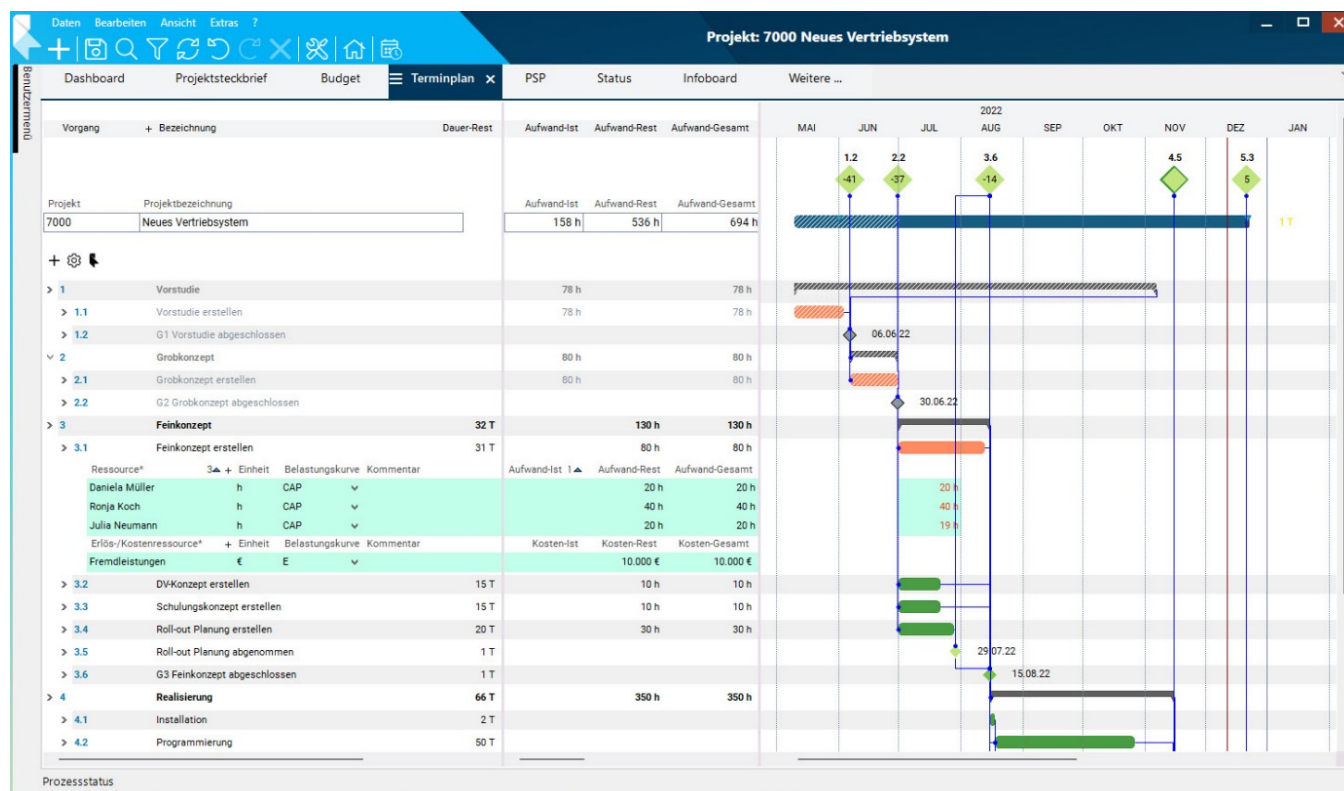 Daten Bearbeiten Ansicht Extras ?
Projekt: 7000 Neues Vertriebsystem
Benutzermenü
Dashboard Projektsteckbrief Budget Terminplan × PSP Status Infoboard Weitere ...
2022
Vorgang + Bezeichnung Dauer-Rest Aufwand-Ist Aufwand-Rest Aufwand-Gesamt MAI JUN JUL AUG SEP OKT NOV DEZ JAN
1.2 2.2 3.6 4.5 5.3
-41 -37 -14 5
Projekt Projektbezeichnung Aufwand-Ist Aufwand-Rest Aufwand-Gesamt
7000 Neues Vertriebsystem 158 h 536 h 694 h 1 T
1 Vorstudie 78 h 78 h
1.1 Vorstudie erstellen 78 h 78 h
1.2 G1 Vorstudie abgeschlossen 06.06.22
2 Grobkonzept 80 h 80 h
2.1 Grobkonzept erstellen 80 h 80 h
2.2 G2 Grobkonzept abgeschlossen 30.06.22
3 Feinkonzept 32 T 130 h 130 h
3.1 Feinkonzept erstellen 31 T 80 h 80 h
Ressource* 3 + Einheit Belastungskurve Kommentar Aufwand-Ist 1 Aufwand-Rest Aufwand-Gesamt
Daniela Müller h CAP 20 h 20 h 20 h
Ronja Koch h CAP 40 h 40 h 40 h
Julia Neumann h CAP 20 h 20 h 19 h
Erlös-/Kostenressource* + Einheit Belastungskurve Kommentar Kosten-Ist Kosten-Rest Kosten-Gesamt
Fremdleistungen € E 10.000 € 10.000 €
3.2 DV-Konzept erstellen 15 T 10 h 10 h
3.3 Schulungskonzept erstellen 15 T 10 h 10 h
3.4 Roll-out Planung erstellen 20 T 30 h 30 h
3.5 Roll-out Planung abgenommen 1 T 29.07.22
3.6 G3 Feinkonzept abgeschlossen 1 T 15.08.22
4 Realisierung 66 T 350 h 350 h
4.1 Installation 2 T
4.2 Programmierung 50 T
Prozessstatus